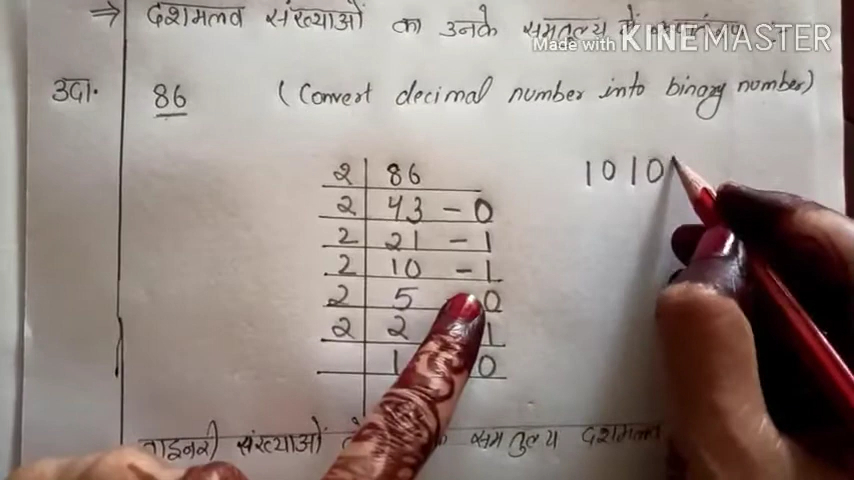 ⇒ दशमलव संख्याओं का उनके समतुल्य में
Made with KINEMASTER
उदा. 86 (Convert decimal number into binary number)
2 86
2 43 - 0
2 21 - 1
2 10 - 1
2 5 0
2 2 1
1 0
1010
बाइनरी संख्याओं समतुल्य दशमलव